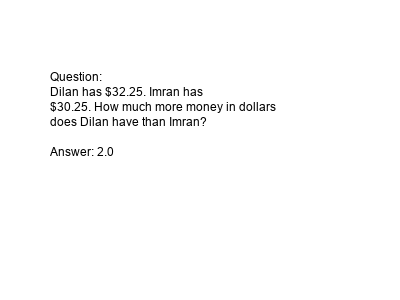 Question:
Dilan has $32.25. Imran has
$30.25. How much more money in dollars
does Dilan have than Imran?
Answer: 2.0